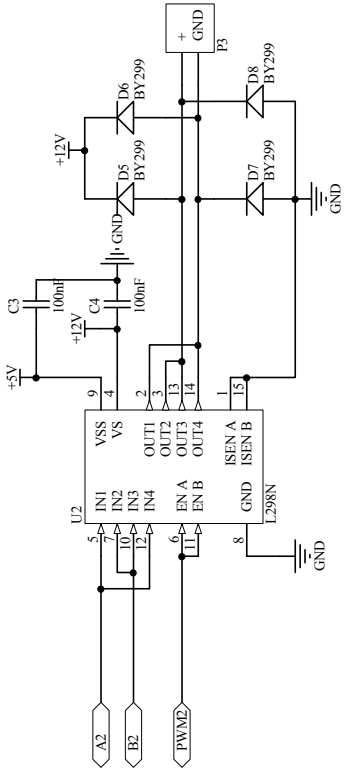 P3
+
GND
+12V
D6
BY299
D5
BY299
D8
BY299
D7
BY299
GND
GND
+5V
C3
100nF
+12V
C4
100nF
U2
L298N
5
IN1
7
IN2
10
IN3
12
IN4
6
EN A
11
EN B
8
GND
9
VSS
4
VS
2
OUT1
3
OUT2
13
OUT3
14
OUT4
1
ISEN A
15
ISEN B
GND
A2
B2
PWM2